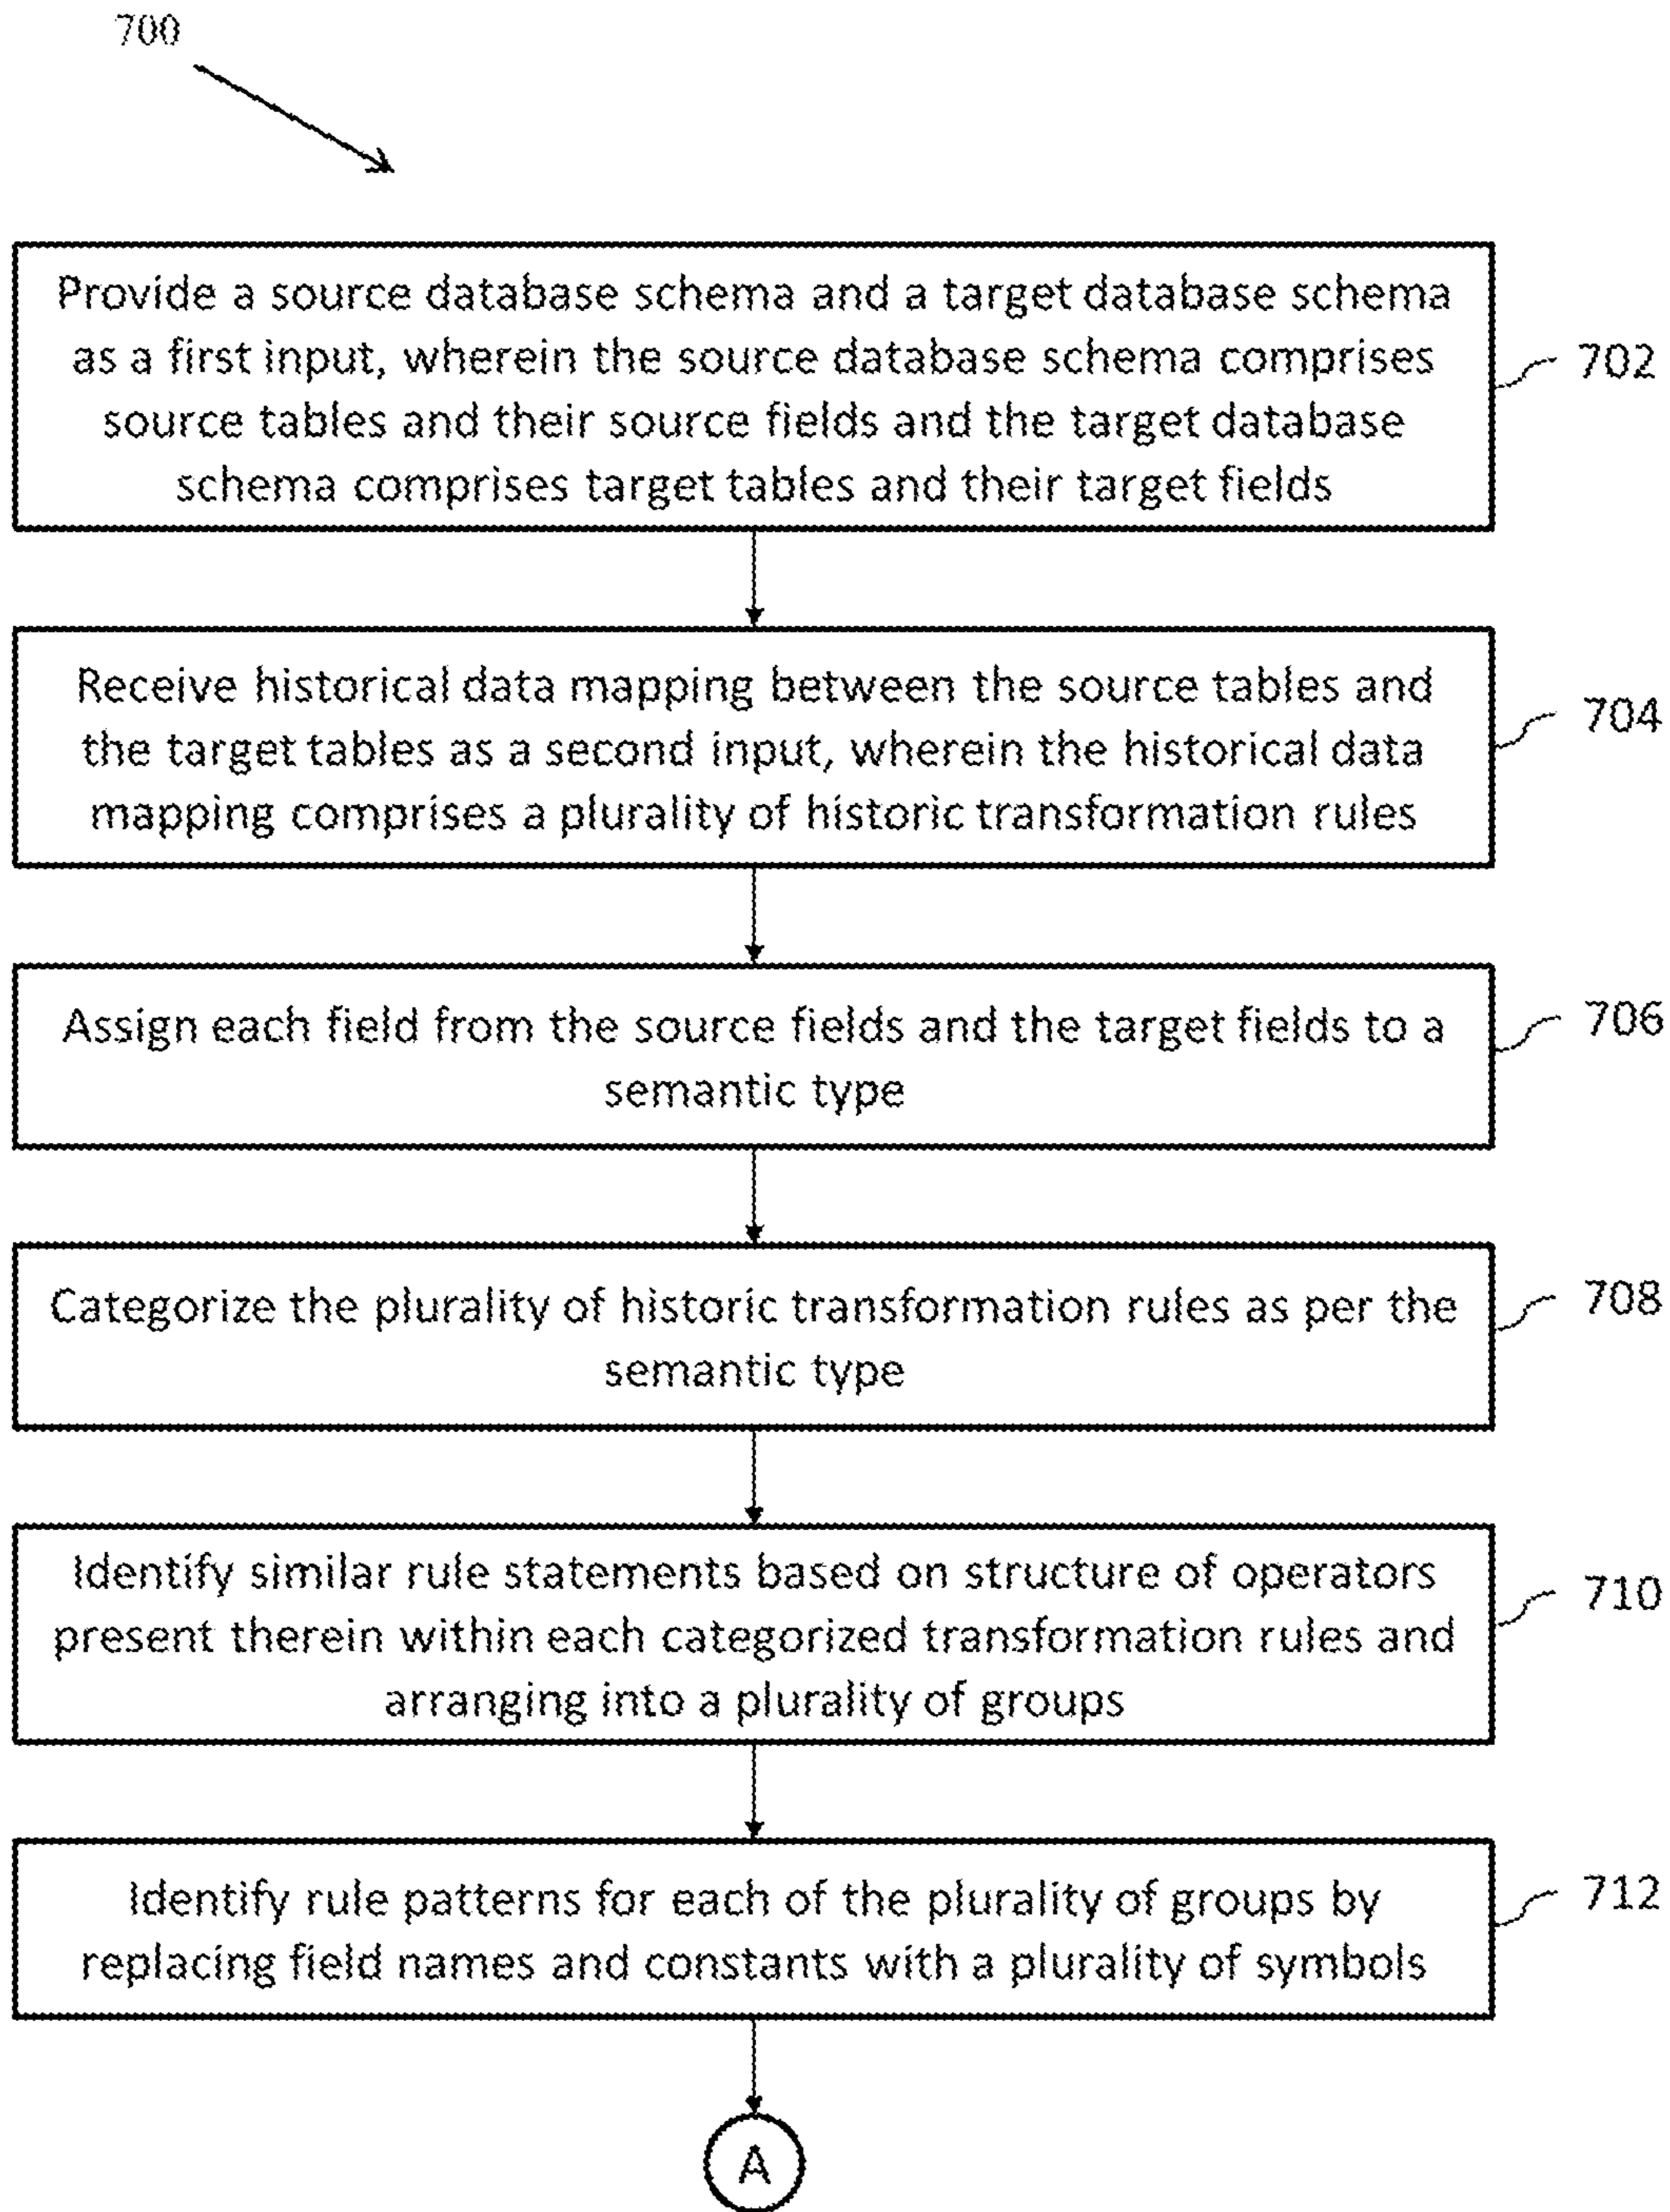 700
Provide a source database schema and a target database schema
as a first input, wherein the source database schema comprises
source tables and their source fields and the target database
schema comprises target tables and their target fields
702
Receive historical data mapping between the source tables and
the target tables as a second input, wherein the historical data
mapping comprises a plurality of historic transformation rules
704
Assign each field from the source fields and the target fields to a
semantic type
706
Categorize the plurality of historic transformation rules as per the
semantic type
708
Identify similar rule statements based on structure of operators
present therein within each categorized transformation rules and
arranging into a plurality of groups
710
Identify rule patterns for each of the plurality of groups by
replacing field names and constants with a plurality of symbols
712
A